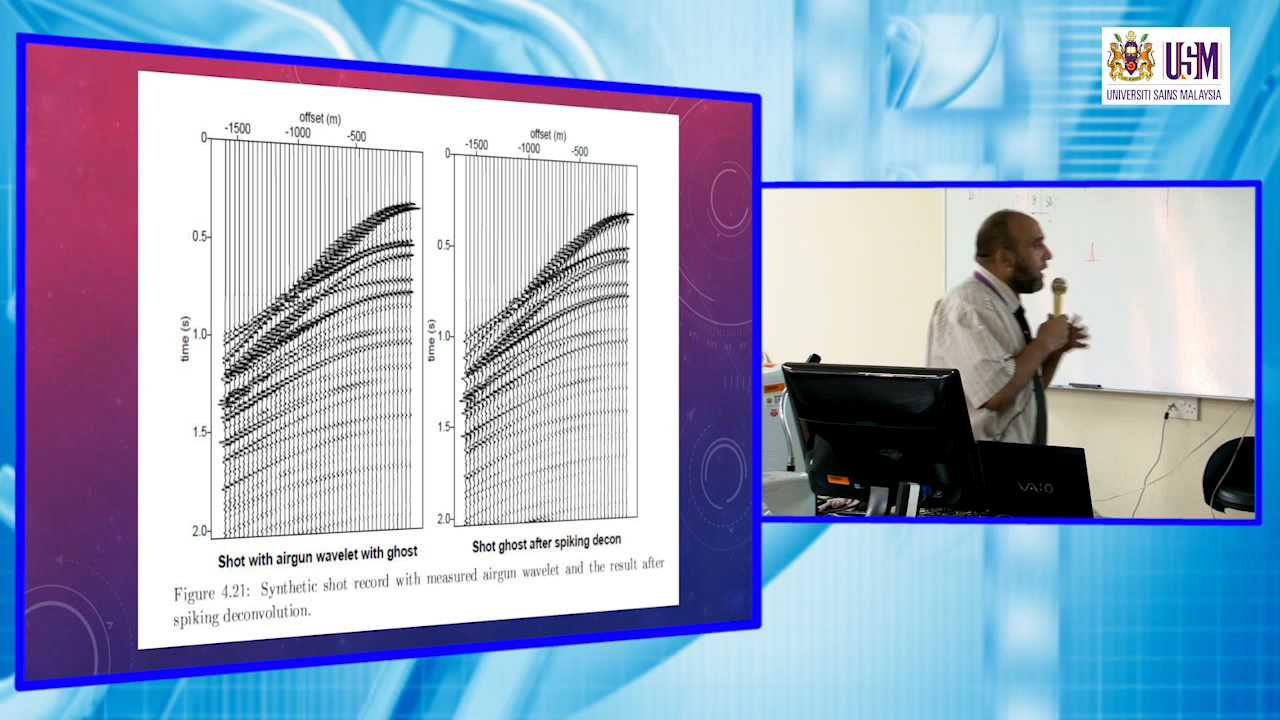 USM
UNIVERSITI SAINS MALAYSIA
offset (m)
-1500 -1000 -500
0
0.5
1.0
1.5
2.0
time (s)
Shot with airgun wavelet with ghost
offset (m)
-1500 -1000 -500
0
0.5
1.0
1.5
2.0
time (s)
Shot ghost after spiking decon
Figure 4.21: Synthetic shot record with measured airgun wavelet and the result after
spiking deconvolution.
VAIO